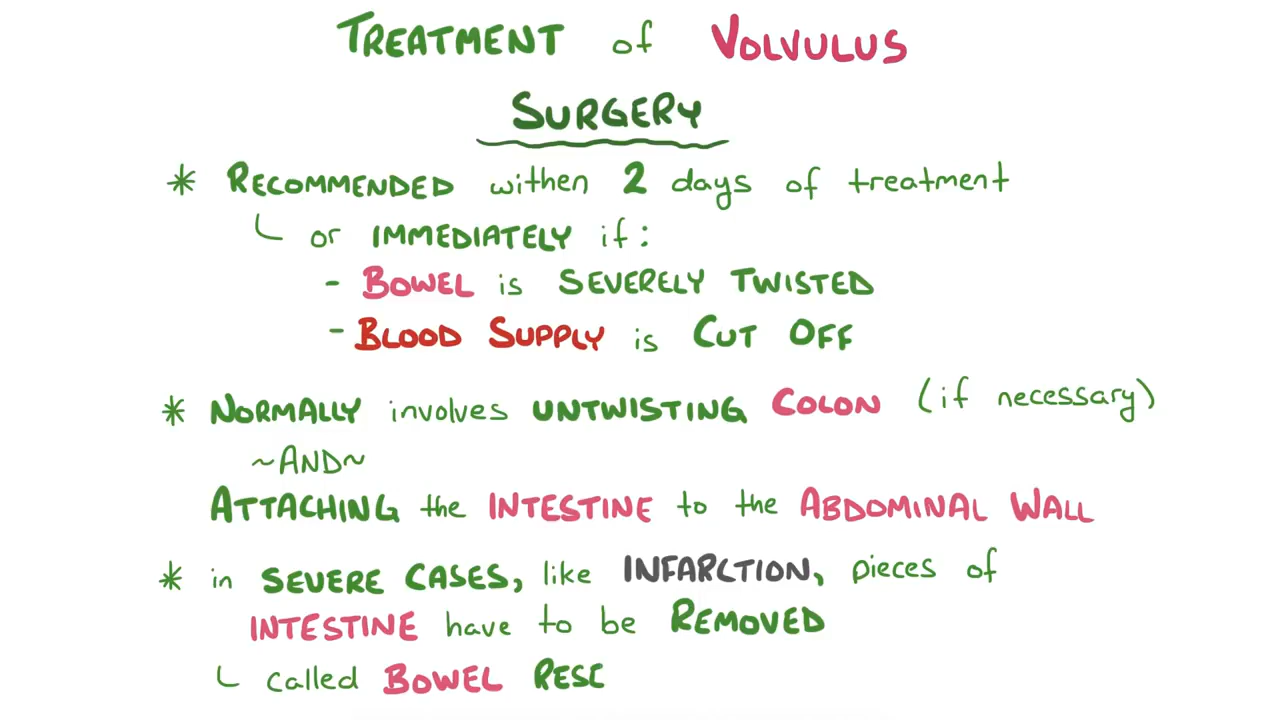 TREATMENT of VOLVULUS
SURGERY
* RECOMMENDED withen 2 days of treatment
or IMMEDIATELY if:
- BOWEL is SEVERELY TWISTED
- BLOOD SUPPLY is CUT OFF
* NORMALLY involves UNTWISTING COLON (if necessary)
~AND~
ATTACHING the INTESTINE to the ABDOMINAL WALL
* in SEVERE CASES, like INFARCTION, pieces of
INTESTINE have to be REMOVED
called BOWEL RESC